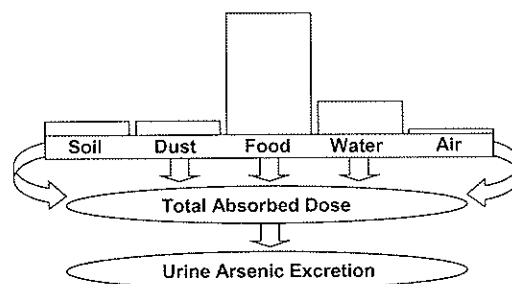 Soil Dust Food Water Air
Total Absorbed Dose
Urine Arsenic Excretion